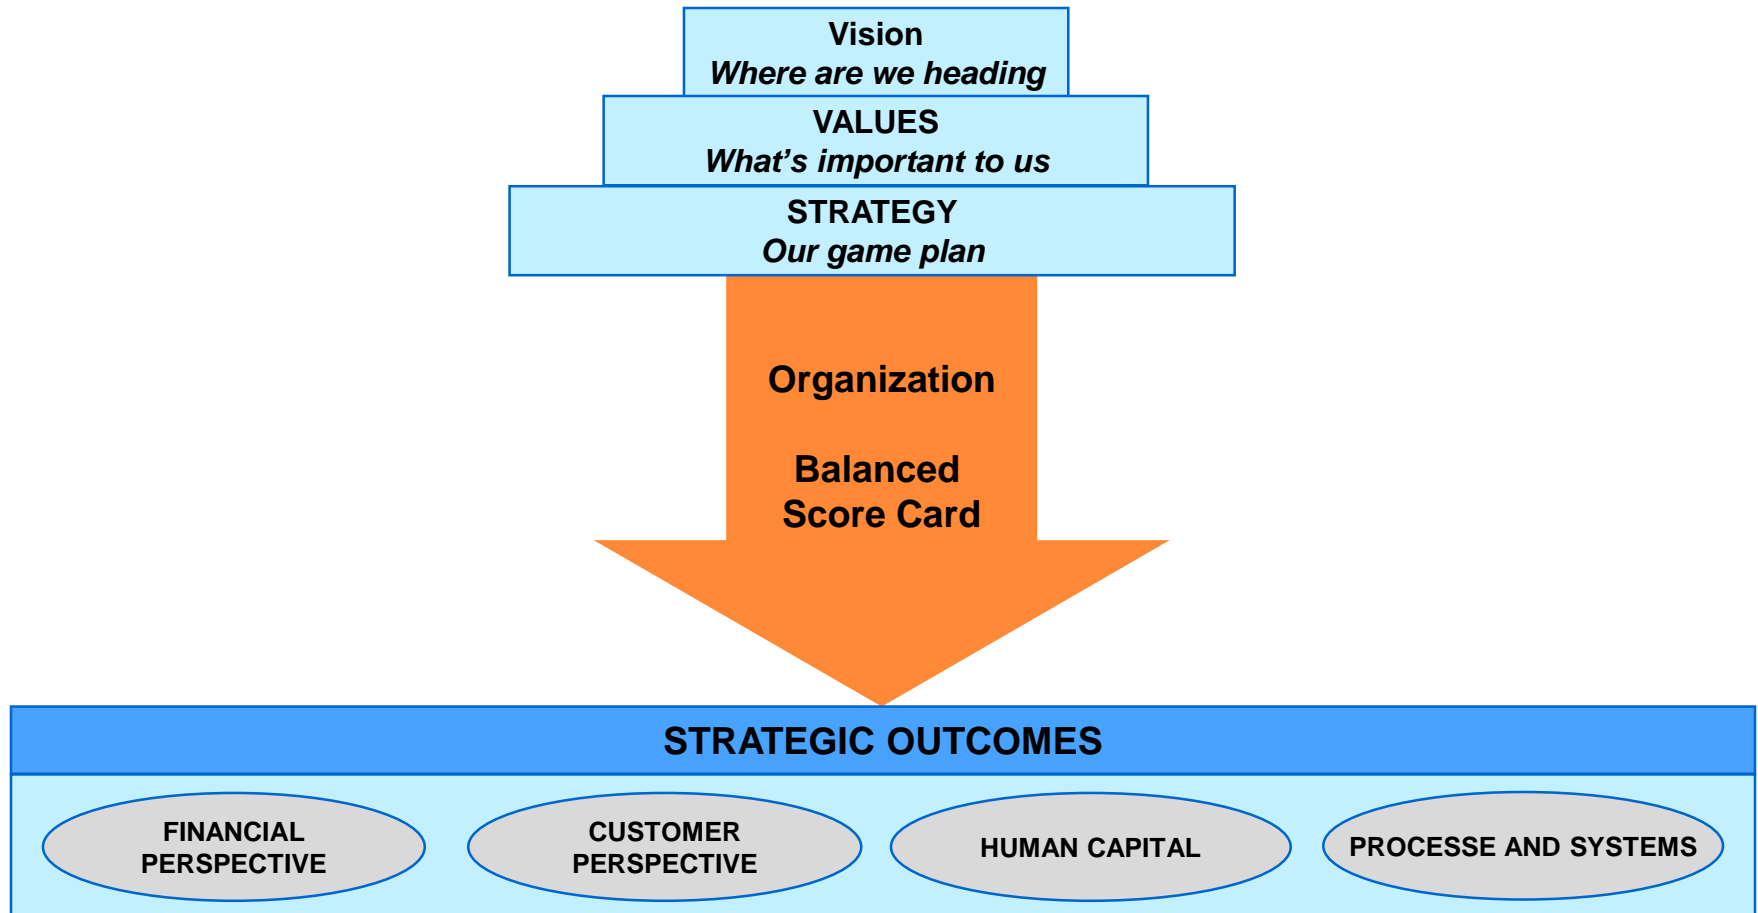 Vision
Where are we heading
VALUES
What’s important to us
STRATEGY
Our game plan
Organization
Balanced
Score Card
STRATEGIC OUTCOMES
FINANCIAL
PERSPECTIVE
CUSTOMER
PERSPECTIVE
HUMAN CAPITAL
PROCESSE AND SYSTEMS